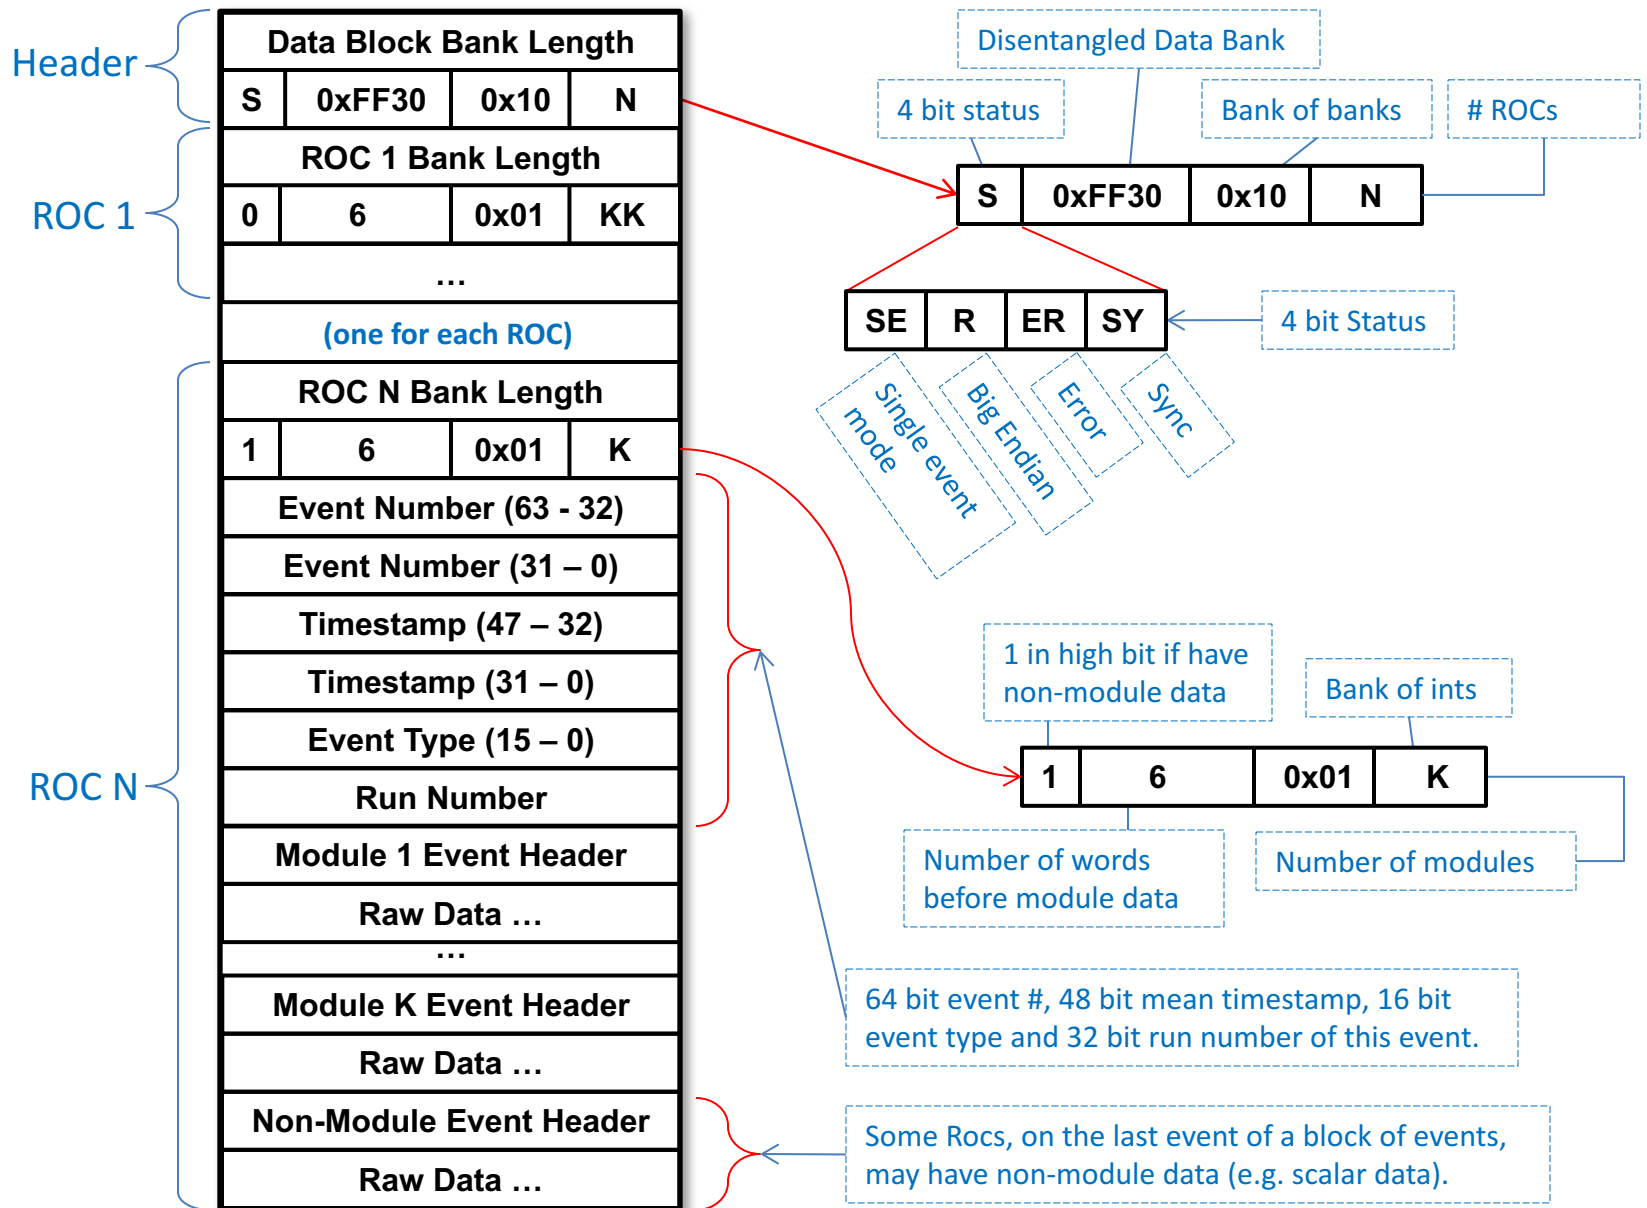 Header
Data Block Bank Length
S 0xFF30 0x10 N
ROC 1
ROC 1 Bank Length
0 6 0x01 KK
...
(one for each ROC)
ROC N
ROC N Bank Length
1 6 0x01 K
Event Number (63 - 32)
Event Number (31 – 0)
Timestamp (47 – 32)
Timestamp (31 – 0)
Event Type (15 – 0)
Run Number
Module 1 Event Header
Raw Data ...
...
Module K Event Header
Raw Data ...
Non-Module Event Header
Raw Data ...
Disentangled Data Bank
4 bit status
Bank of banks
# ROCs
S 0xFF30 0x10 N
SE R ER SY
4 bit Status
Single event
mode
Big Endian
Error
Sync
1 in high bit if have
non-module data
Bank of ints
1 6 0x01 K
Number of words
before module data
Number of modules
64 bit event #, 48 bit mean timestamp, 16 bit
event type and 32 bit run number of this event.
Some Rocs, on the last event of a block of events,
may have non-module data (e.g. scalar data).